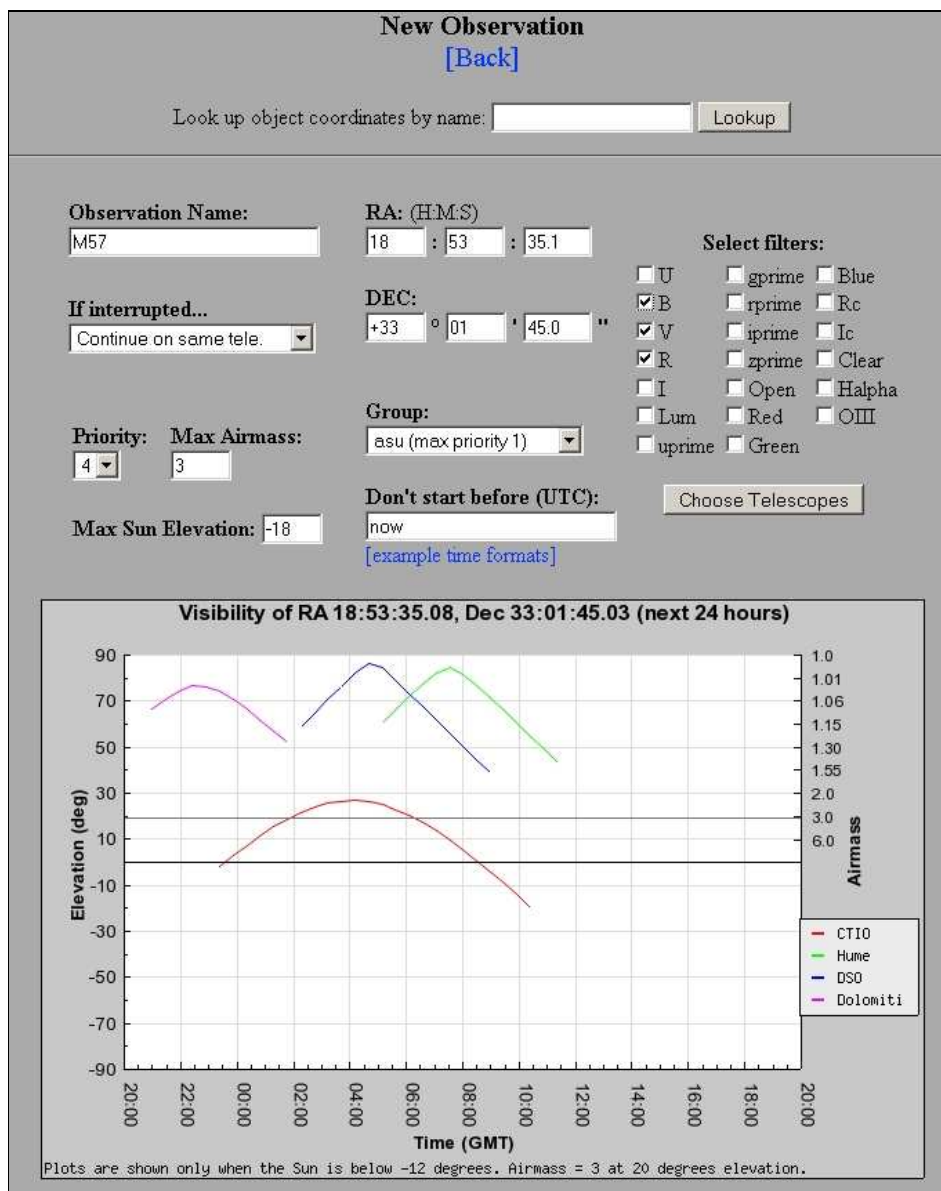 New Observation
[Back]
Look up object coordinates by name:
Lookup
Observation Name:
M57
RA: (H:M:S)
18 : 53 : 35.1
If interrupted...
Continue on same tele.
DEC:
+33 ° 01 ' 45.0 "
Priority: Max Airmass:
4 3
Group:
asu (max priority 1)
Max Sun Elevation: -18
Don't start before (UTC):
now
[example time formats]
Select filters:
U gprime Blue
B rprime Rc
V iprime Ic
R zprime Clear
I Open Halpha
Lum Red OIII
uprime Green
Choose Telescopes
Visibility of RA 18:53:35.08, Dec 33:01:45.03 (next 24 hours)
Elevation (deg)
90
70
50
30
10
-10
-30
-50
-70
-90
1.0
1.01
1.06
1.15
1.30
1.55
2.0
3.0
6.0
Airmass
CTIO
Hume
DSO
Dolomiti
20:00 22:00 00:00 02:00 04:00 06:00 08:00 10:00 12:00 14:00 16:00 18:00 20:00
Time (GMT)
Plots are shown only when the Sun is below -12 degrees. Airmass = 3 at 20 degrees elevation.